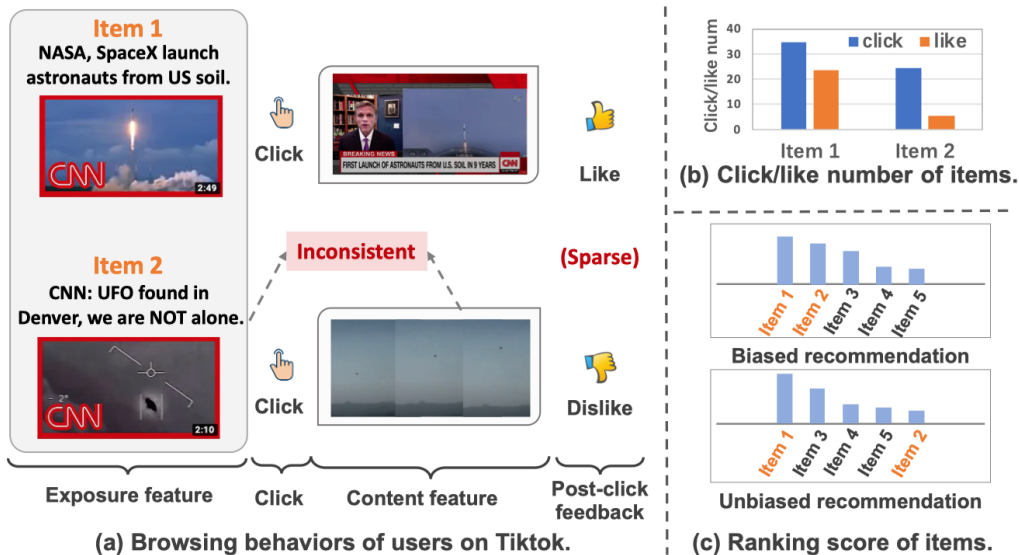 Item 1
NASA, SpaceX launch
astronauts from US soil.
CNN
2:49
Click
BREAKING NEWS
FIRST LAUNCH OF ASTRONAUTS FROM U.S. SOIL IN 9 YEARS
CNN
Like
Inconsistent
(Sparse)
Item 2
CNN: UFO found in
Denver, we are NOT alone.
- 2°
CNN
2:10
Click
Dislike
Exposure feature
Click
Content feature
Post-click
feedback
(a) Browsing behaviors of users on Tiktok.
Click/like num
40
30
20
10
0
click
like
Item 1
Item 2
(b) Click/like number of items.
Item 1
Item 2
Item 3
Item 4
Item 5
Biased recommendation
Item 1
Item 3
Item 4
Item 5
Item 2
Unbiased recommendation
(c) Ranking score of items.